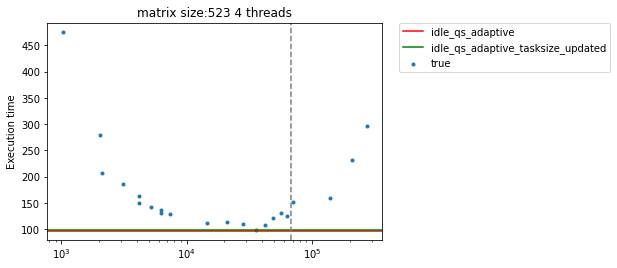 matrix size:523 4 threads
Execution time
450
400
350
300
250
200
150
100
10³
10⁴
10⁵
idle_qs_adaptive
idle_qs_adaptive_tasksize_updated
true